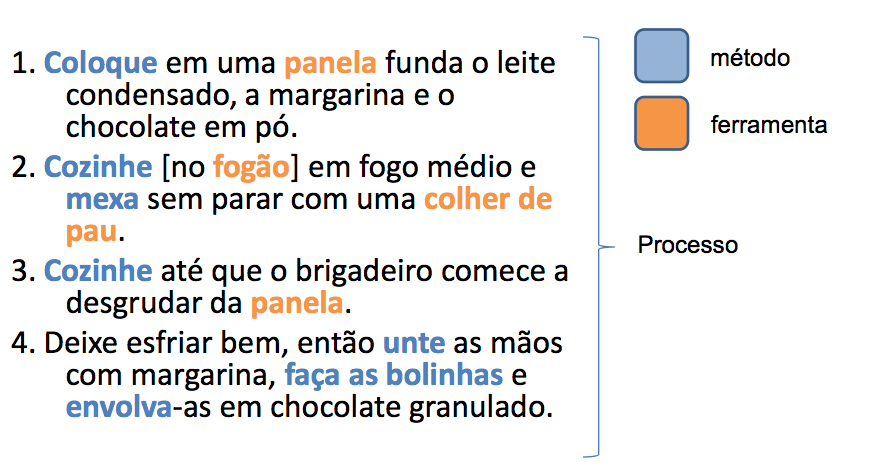 1. Coloque em uma panela funda o leite
condensado, a margarina e o
chocolate em pó.
2. Cozinhe [no fogão] em fogo médio e
mexa sem parar com uma colher de
pau.
3. Cozinhe até que o brigadeiro comece a
desgrudar da panela.
4. Deixe esfriar bem, então unte as mãos
com margarina, faça as bolinhas e
envolva-as em chocolate granulado.
método
ferramenta
Processo